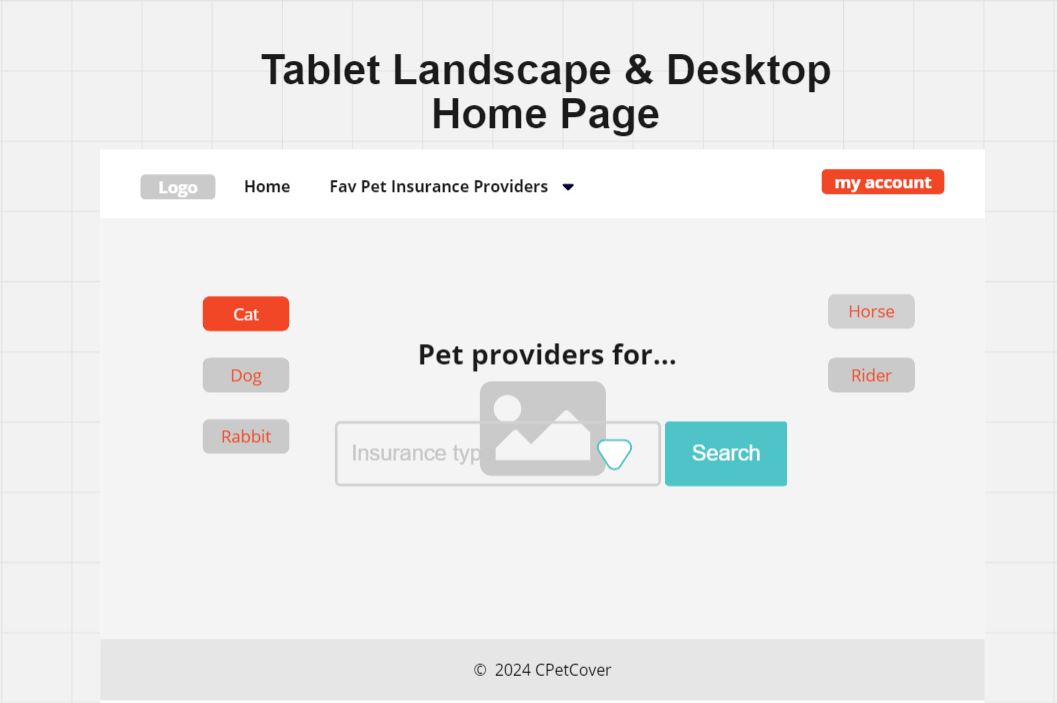 Tablet Landscape & Desktop
Home Page
Logo
Home
Fav Pet Insurance Providers
my account
Cat
Horse
Pet providers for...
Dog
Rider
Rabbit
Insurance typ
Search
© 2024 CPetCover